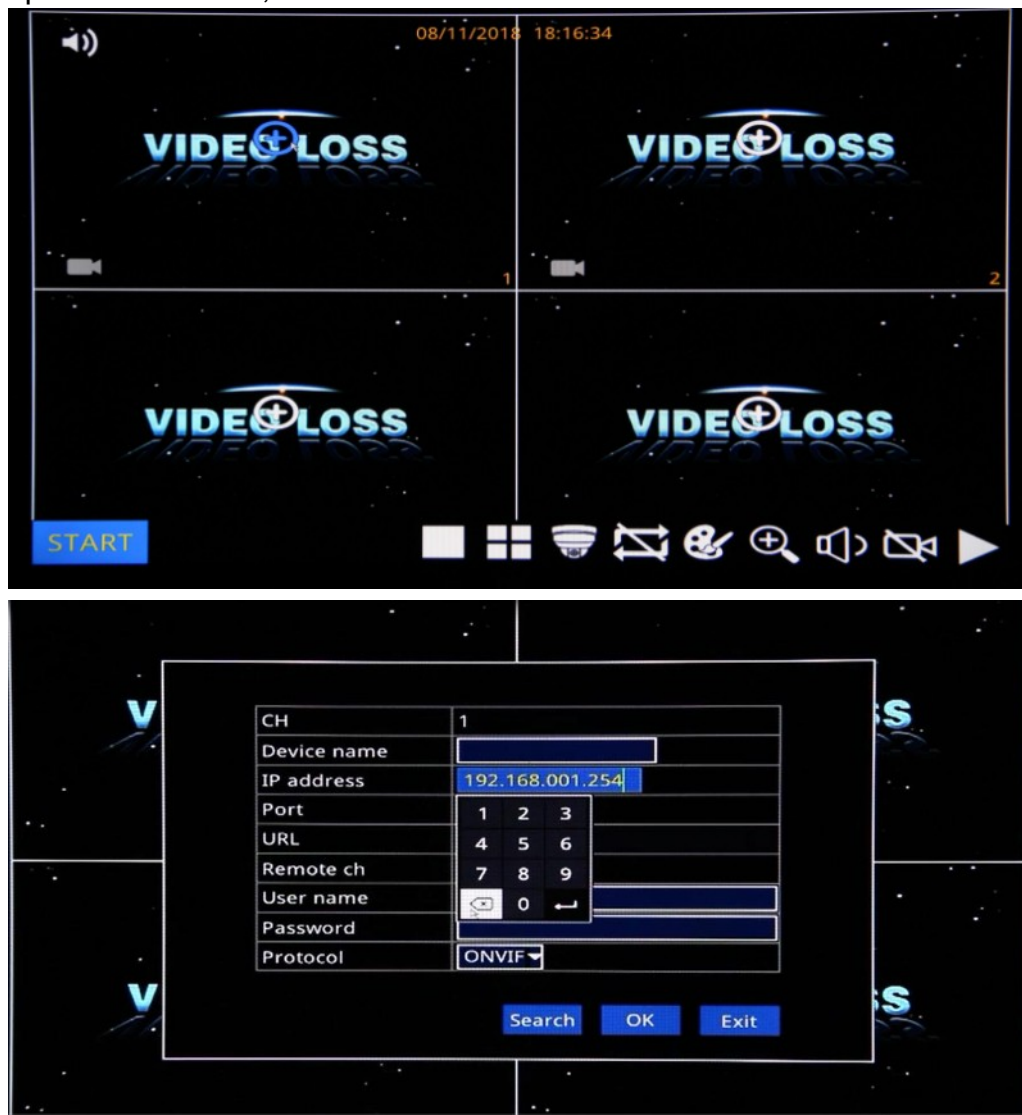 08/11/2018 18:16:34
VIDEO LOSS
VIDEO LOSS
1
2
VIDEO LOSS
VIDEO LOSS
START
V
S
CH 1
Device name
IP address 192.168.001.254
Port
1 2 3
URL
4 5 6
Remote ch
7 8 9
User name
0
Password
Protocol ONVIF
V
S
Search OK Exit